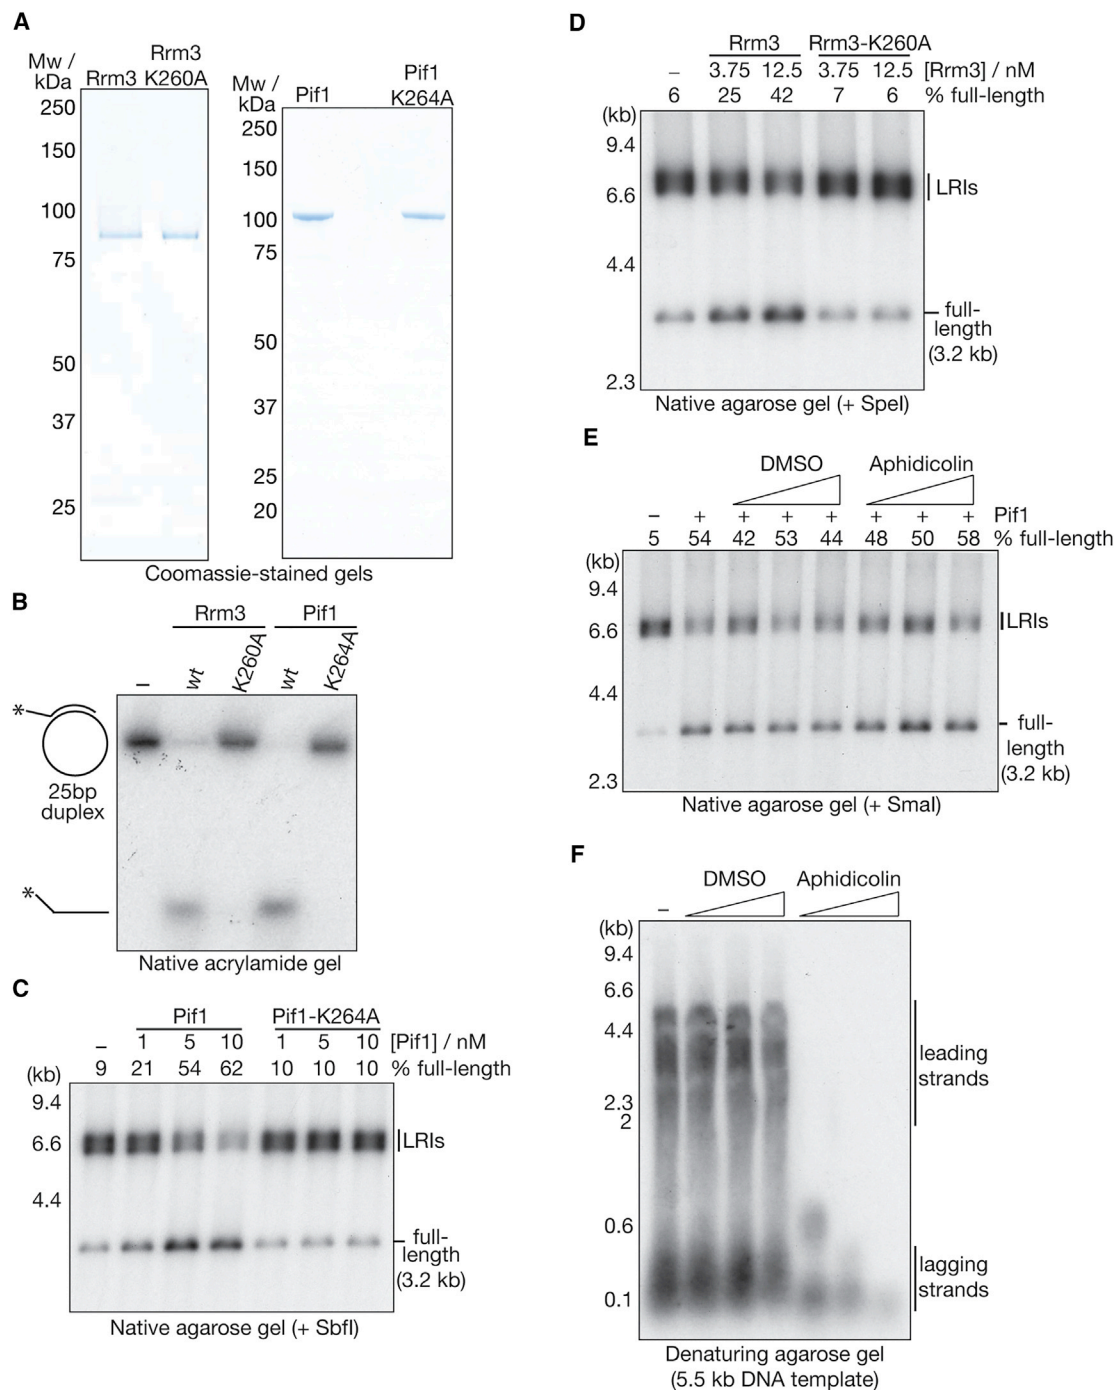 A
Mw /
kDa
Rrm3
Rrm3
K260A
250
150
100
75
50
37
25
Mw /
kDa
Pif1
Pif1
K264A
250
150
100
75
50
37
25
20
Coomassie-stained gels
B
Rrm3 Pif1
– wt K260A wt K264A
*
25bp
duplex
*
Native acrylamide gel
C
Pif1 Pif1-K264A
– 1 5 10 1 5 10 [Pif1] / nM
9 21 54 62 10 10 10 % full-length
(kb)
9.4
6.6
4.4
LRIs
full-
length
(3.2 kb)
Native agarose gel (+ SbfI)
D
Rrm3 Rrm3-K260A
– 3.75 12.5 3.75 12.5 [Rrm3] / nM
6 25 42 7 6 % full-length
(kb)
9.4
6.6
4.4
2.3
LRIs
full-
length
(3.2 kb)
Native agarose gel (+ SpeI)
E
DMSO Aphidicolin
– + + + + + + + Pif1
5 54 42 53 44 48 50 58 % full-length
(kb)
9.4
6.6
4.4
2.3
LRIs
full-
length
(3.2 kb)
Native agarose gel (+ SmaI)
F
DMSO Aphidicolin
–
(kb)
9.4
6.6
4.4
2.3
2
0.6
0.1
leading
strands
lagging
strands
Denaturing agarose gel
(5.5 kb DNA template)